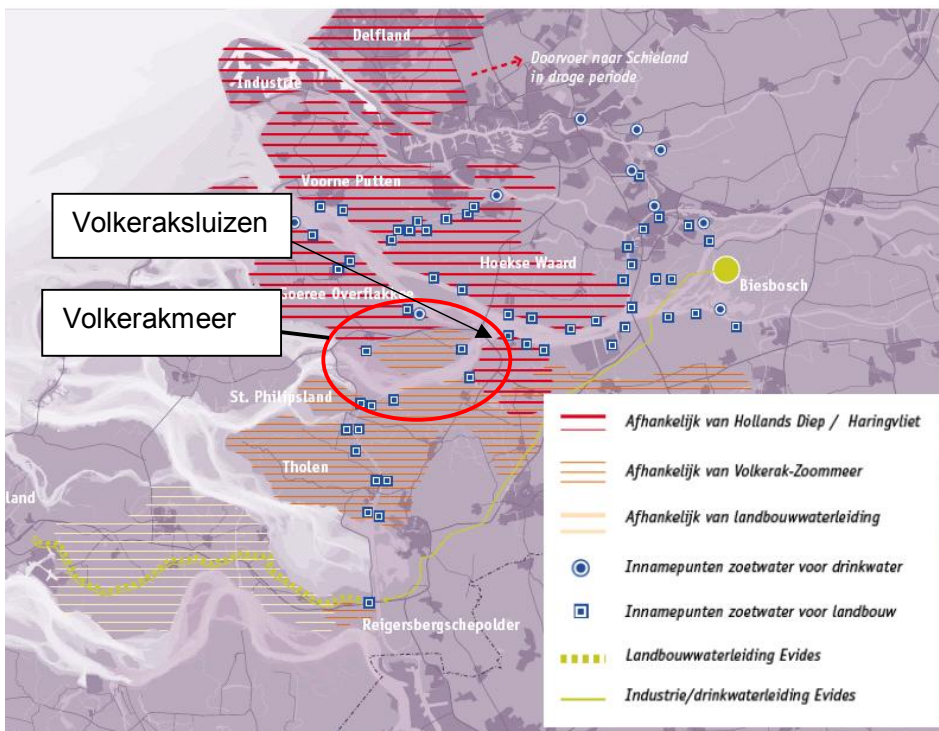 Delfland
Doorvoer naar Schieland
in droge periode
Industrie
Voorne Putten
Volkeraksluizen
Hoekse Waard
Biesbosch
Goeree Overflakkee
Volkerakmeer
St. Philipsland
Tholen
land
Reigersbergschepolder
Afhankelijk van Hollands Diep / Haringvliet
Afhankelijk van Volkerak-Zoommeer
Afhankelijk van landbouwwaterleiding
Innamepunten zoetwater voor drinkwater
Innamepunten zoetwater voor landbouw
Landbouwwaterleiding Evides
Industrie/drinkwaterleiding Evides